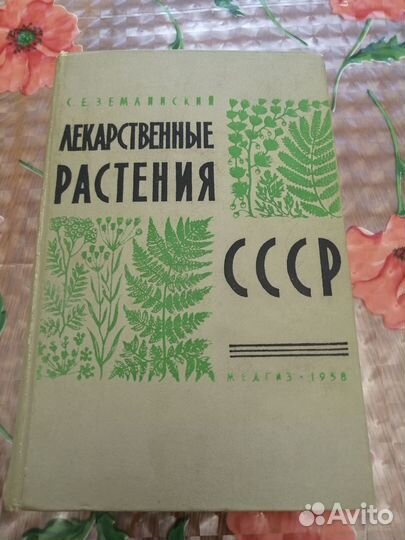 С.Е.ЗЕМЛИНСКИЙ
ЛЕКАРСТВЕННЫЕ
РАСТЕНИЯ
СССР
МЕДГИЗ • 1958
Avito